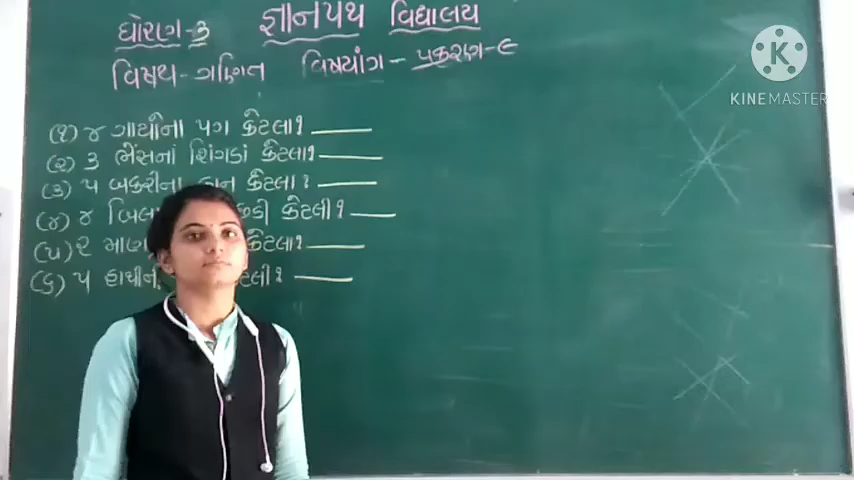 ધોરણ-૩ જ્ઞાનપથ વિદ્યાલય
વિષય-ગણિત વિષયાંગ - પ્રકરણ-૯
KINEMASTER
(૧) ૪ ગાયોના પગ કેટલા? ____
(૨) ૩ ભેંસનાં શિંગડાં કેટલા? ____
(૩) ૫ બકરીના કાન કેટલા? ____
(૪) ૪ કેટલી? ____
(૫) ૨ કેટલા? ____
(૬) ૫ હાથીની ____